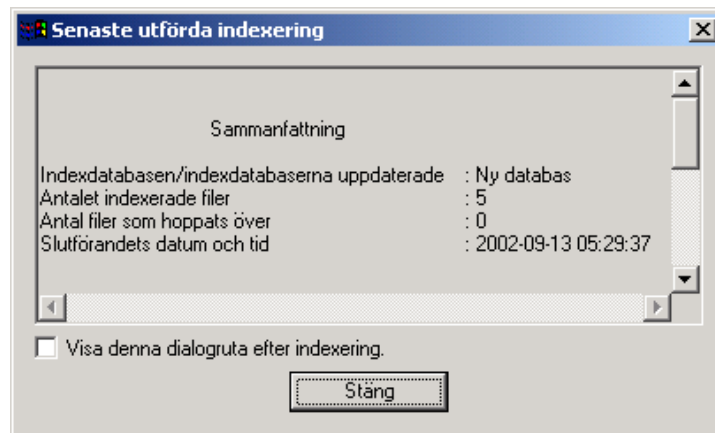 Senaste utförda indexering
Sammanfattning
Indexdatabasen/indexdatabaserna uppdaterade : Ny databas
Antalet indexerade filer : 5
Antal filer som hoppats över : 0
Slutförandets datum och tid : 2002-09-13 05:29:37
Visa denna dialogruta efter indexering.
Stäng